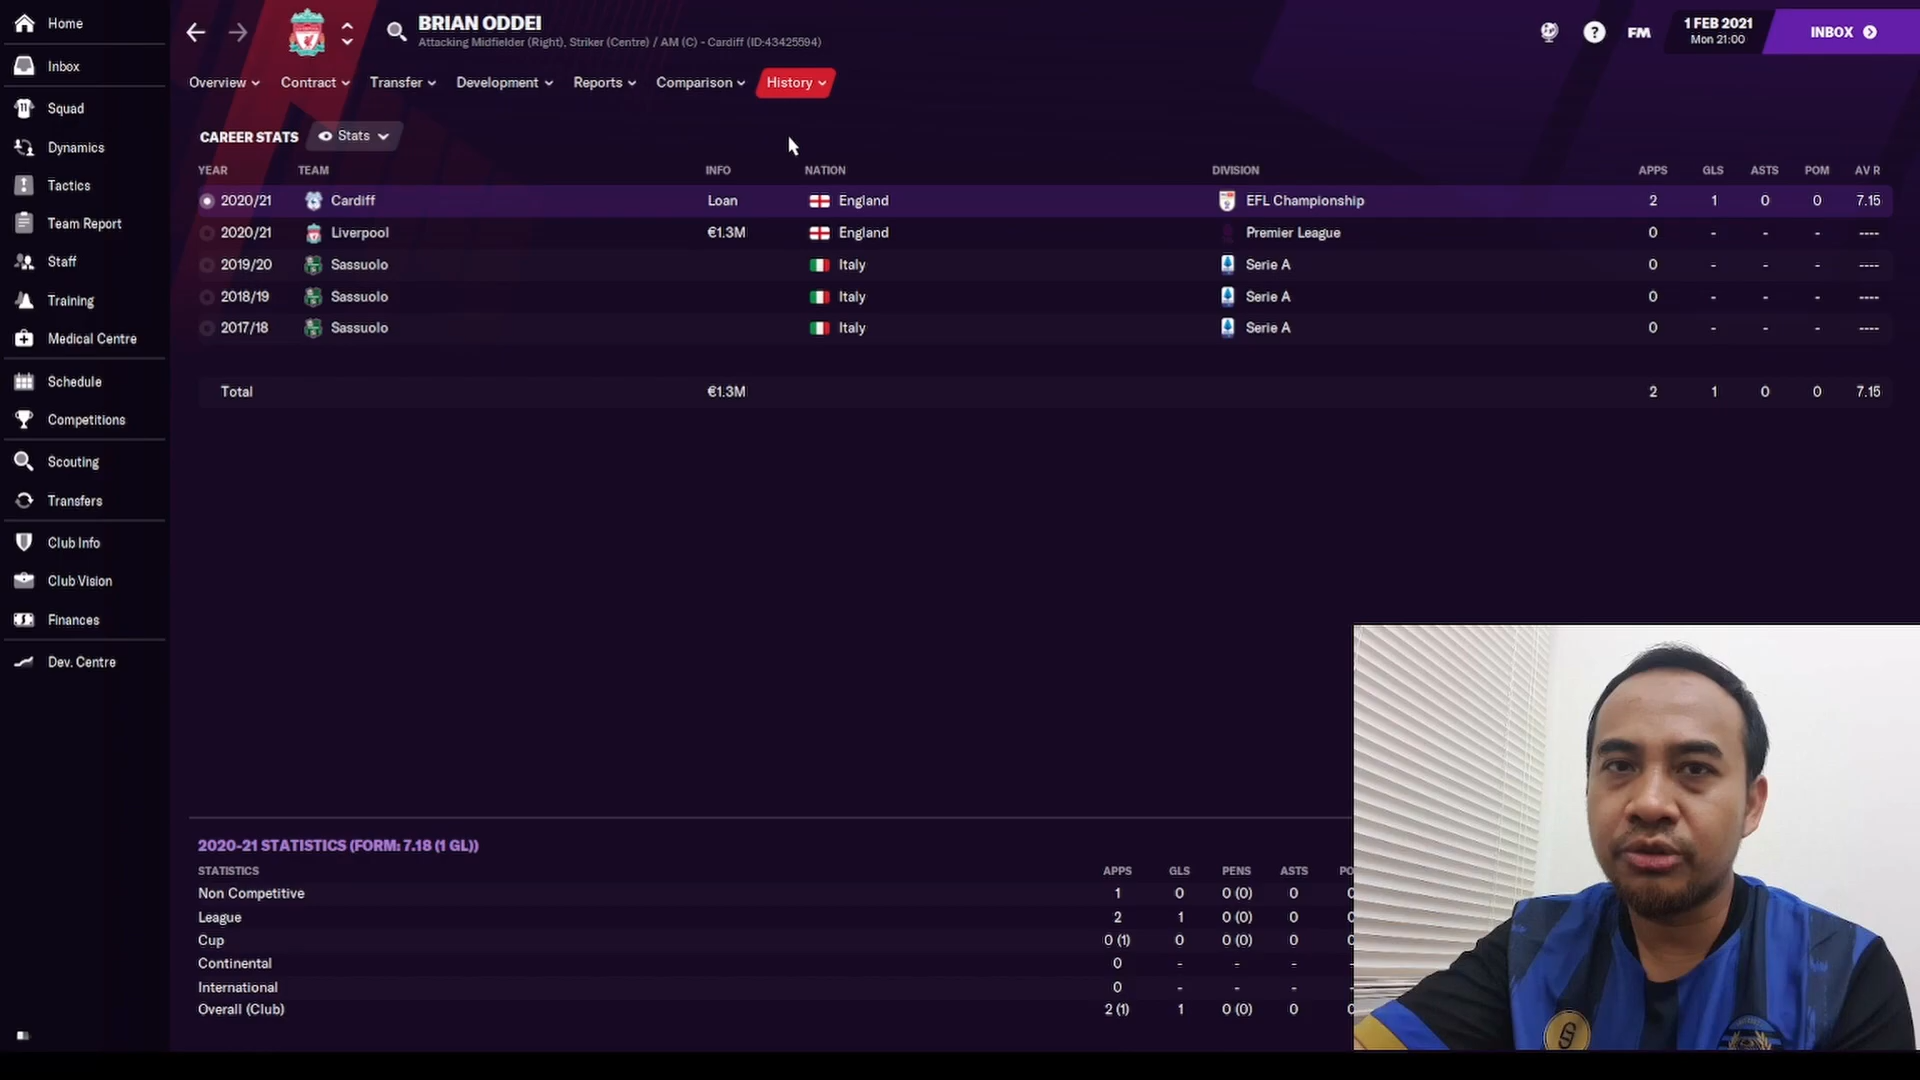 Home
Inbox
Squad
Dynamics
Tactics
Team Report
Staff
Training
Medical Centre
Schedule
Competitions
Scouting
Transfers
Club Info
Club Vision
Finances
Dev. Centre
BRIAN ODDEI
Attacking Midfielder (Right), Striker (Centre) / AM (C) - Cardiff (ID:43425594)
? FM
1 FEB 2021
Mon 21:00
INBOX
Overview Contract Transfer Development Reports Comparison History
CAREER STATS Stats
YEAR TEAM INFO NATION DIVISION APPS GLS ASTS POM AV R
2020/21 Cardiff Loan England EFL Championship 2 1 0 0 7.15
2020/21 Liverpool €1.3M England Premier League 0 - - - ----
2019/20 Sassuolo Italy Serie A 0 - - - ----
2018/19 Sassuolo Italy Serie A 0 - - - ----
2017/18 Sassuolo Italy Serie A 0 - - - ----
Total €1.3M 2 1 0 0 7.15
2020-21 STATISTICS (FORM: 7.18 (1 GL))
STATISTICS APPS GLS PENS ASTS
Non Competitive 1 0 0 (0) 0
League 2 1 0 (0) 0
Cup 0 (1) 0 0 (0) 0
Continental 0 - - - -
International 0 - - - -
Overall (Club) 2 (1) 1 0 (0) 0